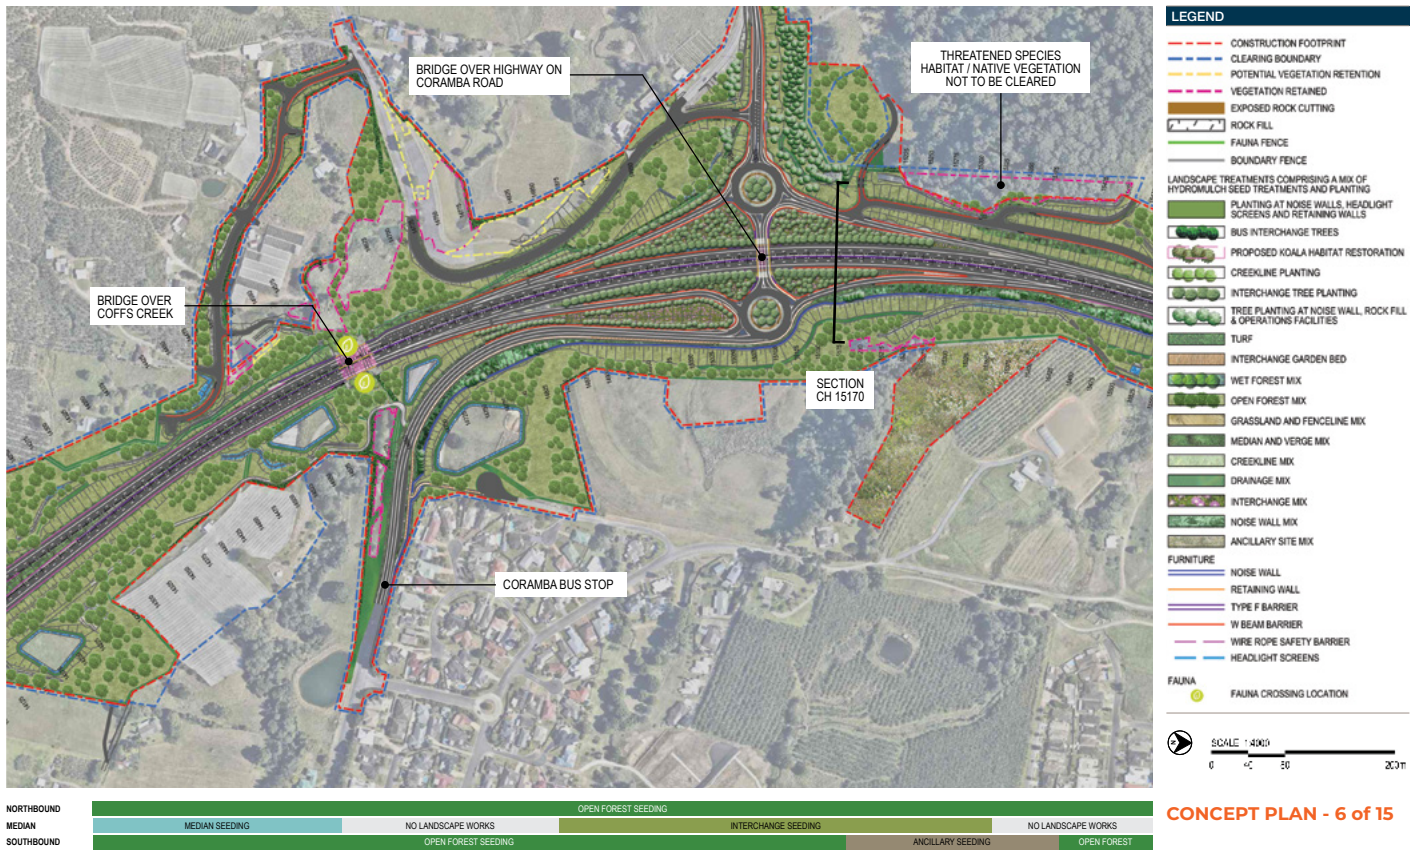 BRIDGE OVER HIGHWAY ON
CORAMBA ROAD
THREATENED SPECIES
HABITAT / NATIVE VEGETATION
NOT TO BE CLEARED
BRIDGE OVER
COFFS CREEK
SECTION
CH 15170
CORAMBA BUS STOP
LEGEND
CONSTRUCTION FOOTPRINT
CLEARING BOUNDARY
POTENTIAL VEGETATION RETENTION
VEGETATION RETAINED
EXPOSED ROCK CUTTING
ROCK FILL
FAUNA FENCE
BOUNDARY FENCE
LANDSCAPE TREATMENTS COMPRISING A MIX OF
HYDROMULCH SEED TREATMENTS AND PLANTING
PLANTING AT NOISE WALLS, HEADLIGHT
SCREENS AND RETAINING WALLS
BUS INTERCHANGE TREES
PROPOSED KOALA HABITAT RESTORATION
CREEKLINE PLANTING
INTERCHANGE TREE PLANTING
TREE PLANTING AT NOISE WALL, ROCK FILL
& OPERATIONS FACILITIES
TURF
INTERCHANGE GARDEN BED
WET FOREST MIX
OPEN FOREST MIX
GRASSLAND AND FENCELINE MIX
MEDIAN AND VERGE MIX
CREEKLINE MIX
DRAINAGE MIX
INTERCHANGE MIX
NOISE WALL MIX
ANCILLARY SITE MIX
FURNITURE
NOISE WALL
RETAINING WALL
TYPE F BARRIER
W BEAM BARRIER
WIRE ROPE SAFETY BARRIER
HEADLIGHT SCREENS
FAUNA
FAUNA CROSSING LOCATION
SCALE 1:4000
0 80 200m
CONCEPT PLAN - 6 of 15
NORTHBOUND OPEN FOREST SEEDING
MEDIAN MEDIAN SEEDING NO LANDSCAPE WORKS INTERCHANGE SEEDING NO LANDSCAPE WORKS
SOUTHBOUND OPEN FOREST SEEDING ANCILLARY SEEDING OPEN FOREST